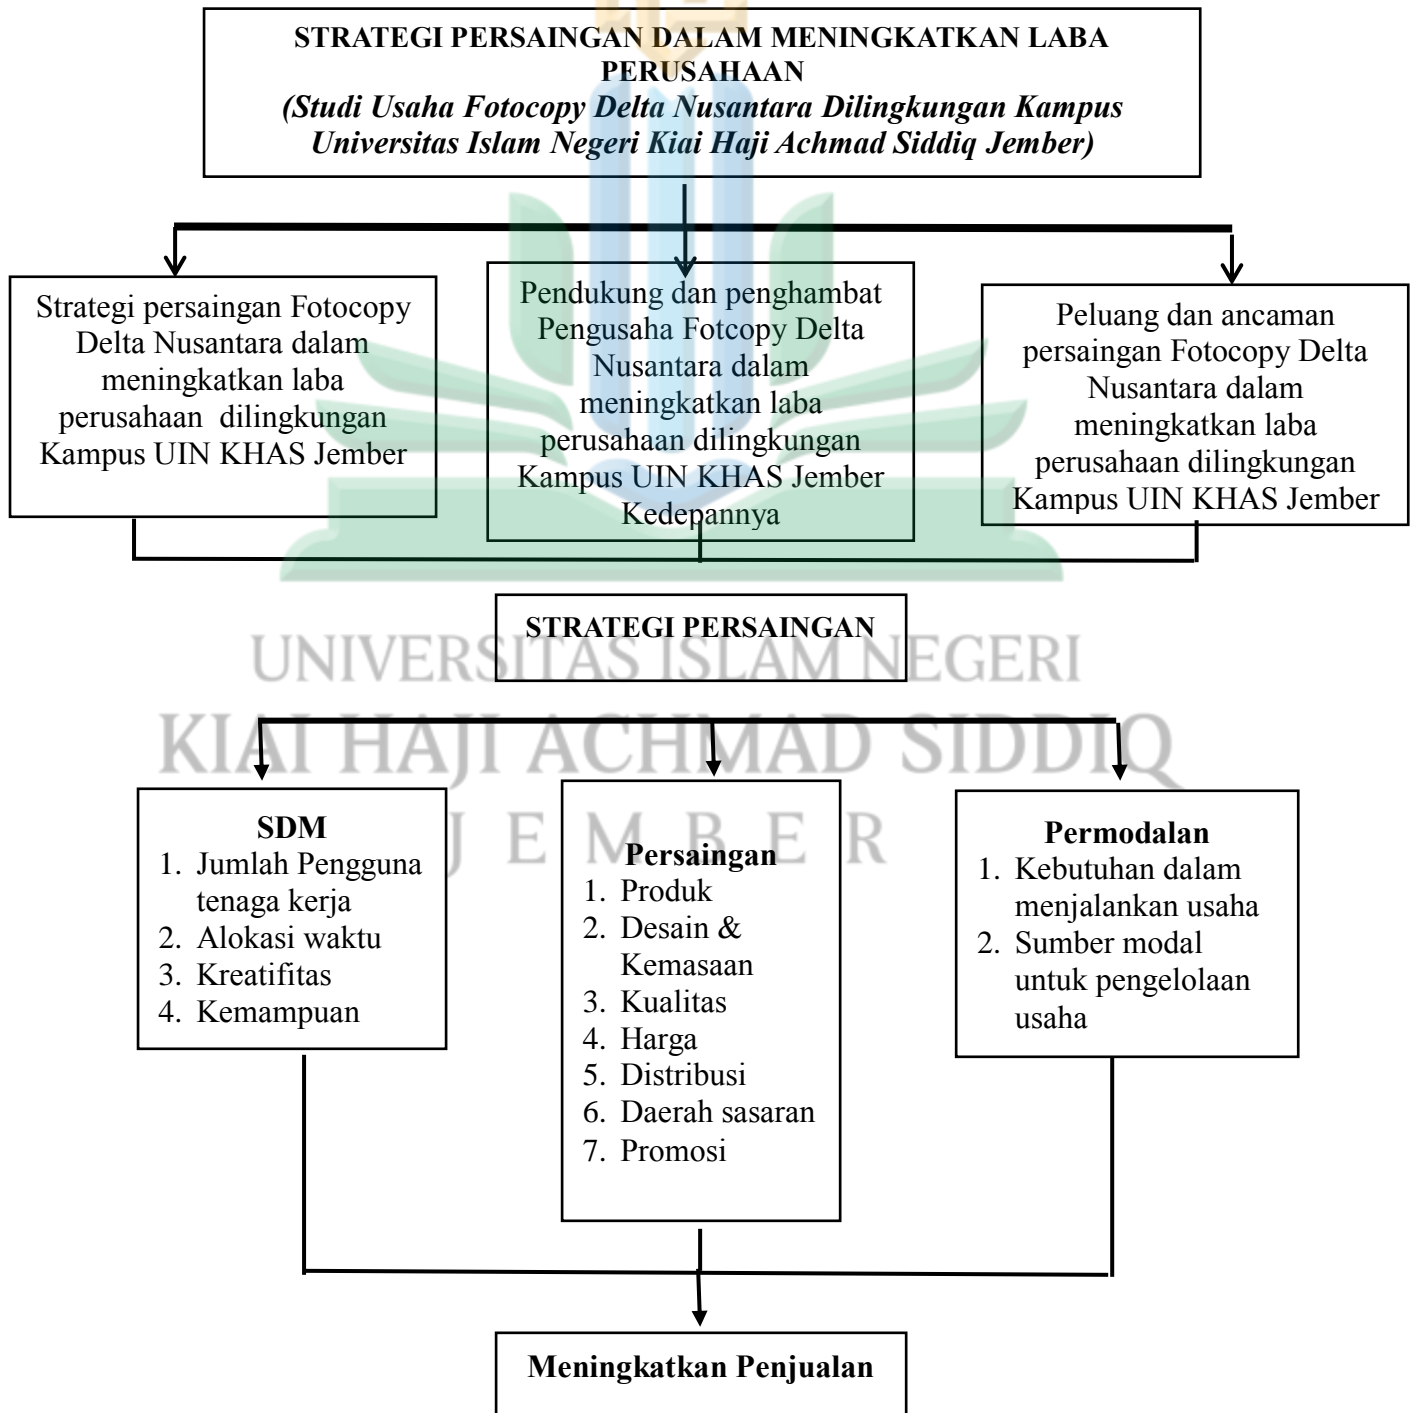 STRATEGI PERSAINGAN DALAM MENINGKATKAN LABA
PERUSAHAAN
(Studi Usaha Fotocopy Delta Nusantara Dilingkungan Kampus
Universitas Islam Negeri Kiai Haji Achmad Siddiq Jember)
Strategi persaingan Fotocopy
Delta Nusantara dalam
meningkatkan laba
perusahaan dilingkungan
Kampus UIN KHAS Jember
Pendukung dan penghambat
Pengusaha Fotcopy Delta
Nusantara dalam
meningkatkan laba
perusahaan dilingkungan
Kampus UIN KHAS Jember
Kedepannya
Peluang dan ancaman
persaingan Fotocopy Delta
Nusantara dalam
meningkatkan laba
perusahaan dilingkungan
Kampus UIN KHAS Jember
STRATEGI PERSAINGAN
UNIVERSITAS ISLAM NEGERI
KIAI HAJI ACHMAD SIDDIQ
JEMBER
SDM
1. Jumlah Pengguna
tenaga kerja
2. Alokasi waktu
3. Kreatifitas
4. Kemampuan
Persaingan
1. Produk
2. Desain &
Kemasaan
3. Kualitas
4. Harga
5. Distribusi
6. Daerah sasaran
7. Promosi
Permodalan
1. Kebutuhan dalam
menjalankan usaha
2. Sumber modal
untuk pengelolaan
usaha
Meningkatkan Penjualan